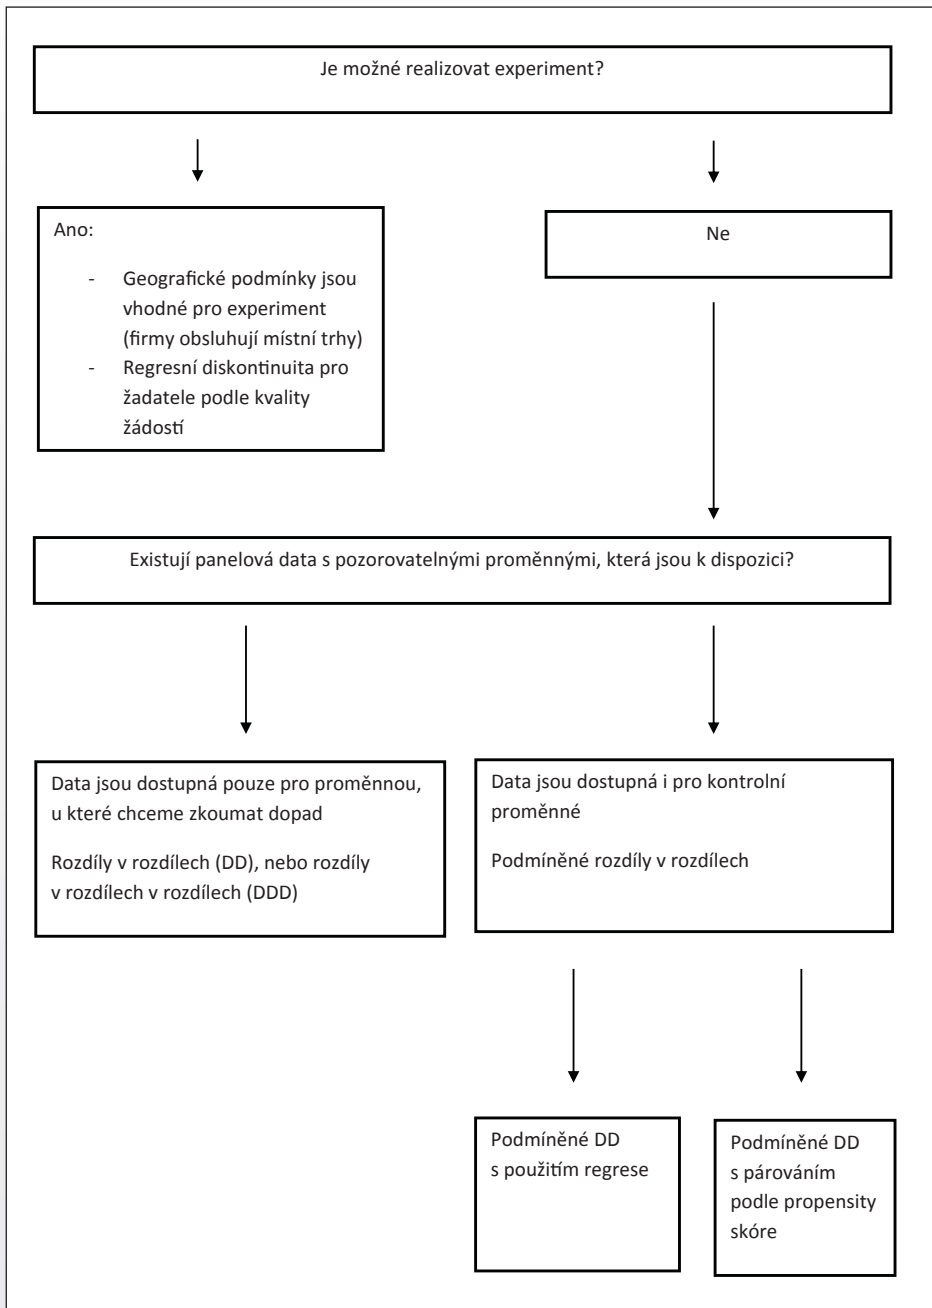 Je možné realizovat experiment?
Ano:
- Geografické podmínky jsou
vhodné pro experiment
(firmy obsluhují místní trhy)
- Regresní diskontinuita pro
žadatele podle kvality
žádostí
Ne
Existují panelová data s pozorovatelnými proměnnými, která jsou k dispozici?
Data jsou dostupná pouze pro proměnnou,
u které chceme zkoumat dopad
Rozdíly v rozdílech (DD), nebo rozdíly
v rozdílech v rozdílech (DDD)
Data jsou dostupná i pro kontrolní
proměnné
Podmíněné rozdíly v rozdílech
Podmíněné DD
s použitím regrese
Podmíněné DD
s párováním
podle propensity
skóre